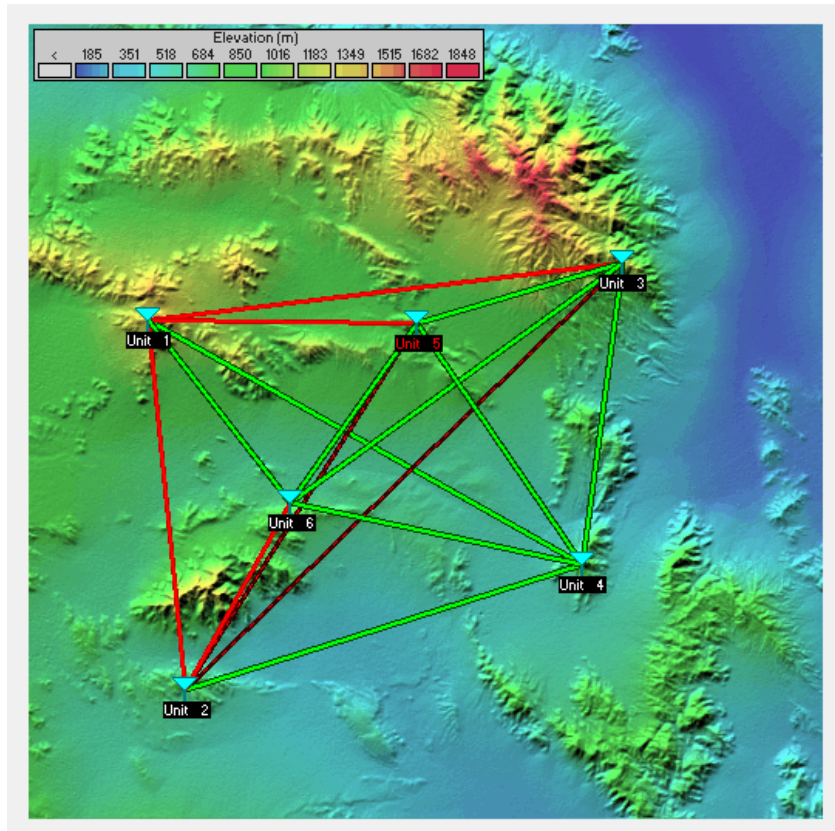 Elevation (m)
< 185 351 518 684 850 1016 1183 1349 1515 1682 1848
Unit 3
Unit 1
Unit 5
Unit 6
Unit 4
Unit 2